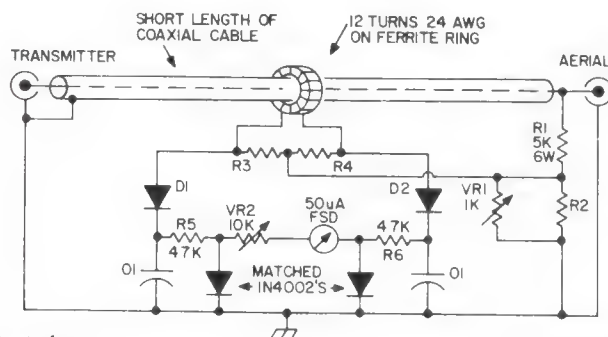 SHORT LENGTH OF
COAXIAL CABLE
12 TURNS 24 AWG
ON FERRITE RING
TRANSMITTER
AERIAL
R1
5K
6W
R3
R4
D1
D2
VR1
1K
R2
R5
47K
VR2
10K
50uA
FSD
47K
R6
01
MATCHED
1N4002'S
01